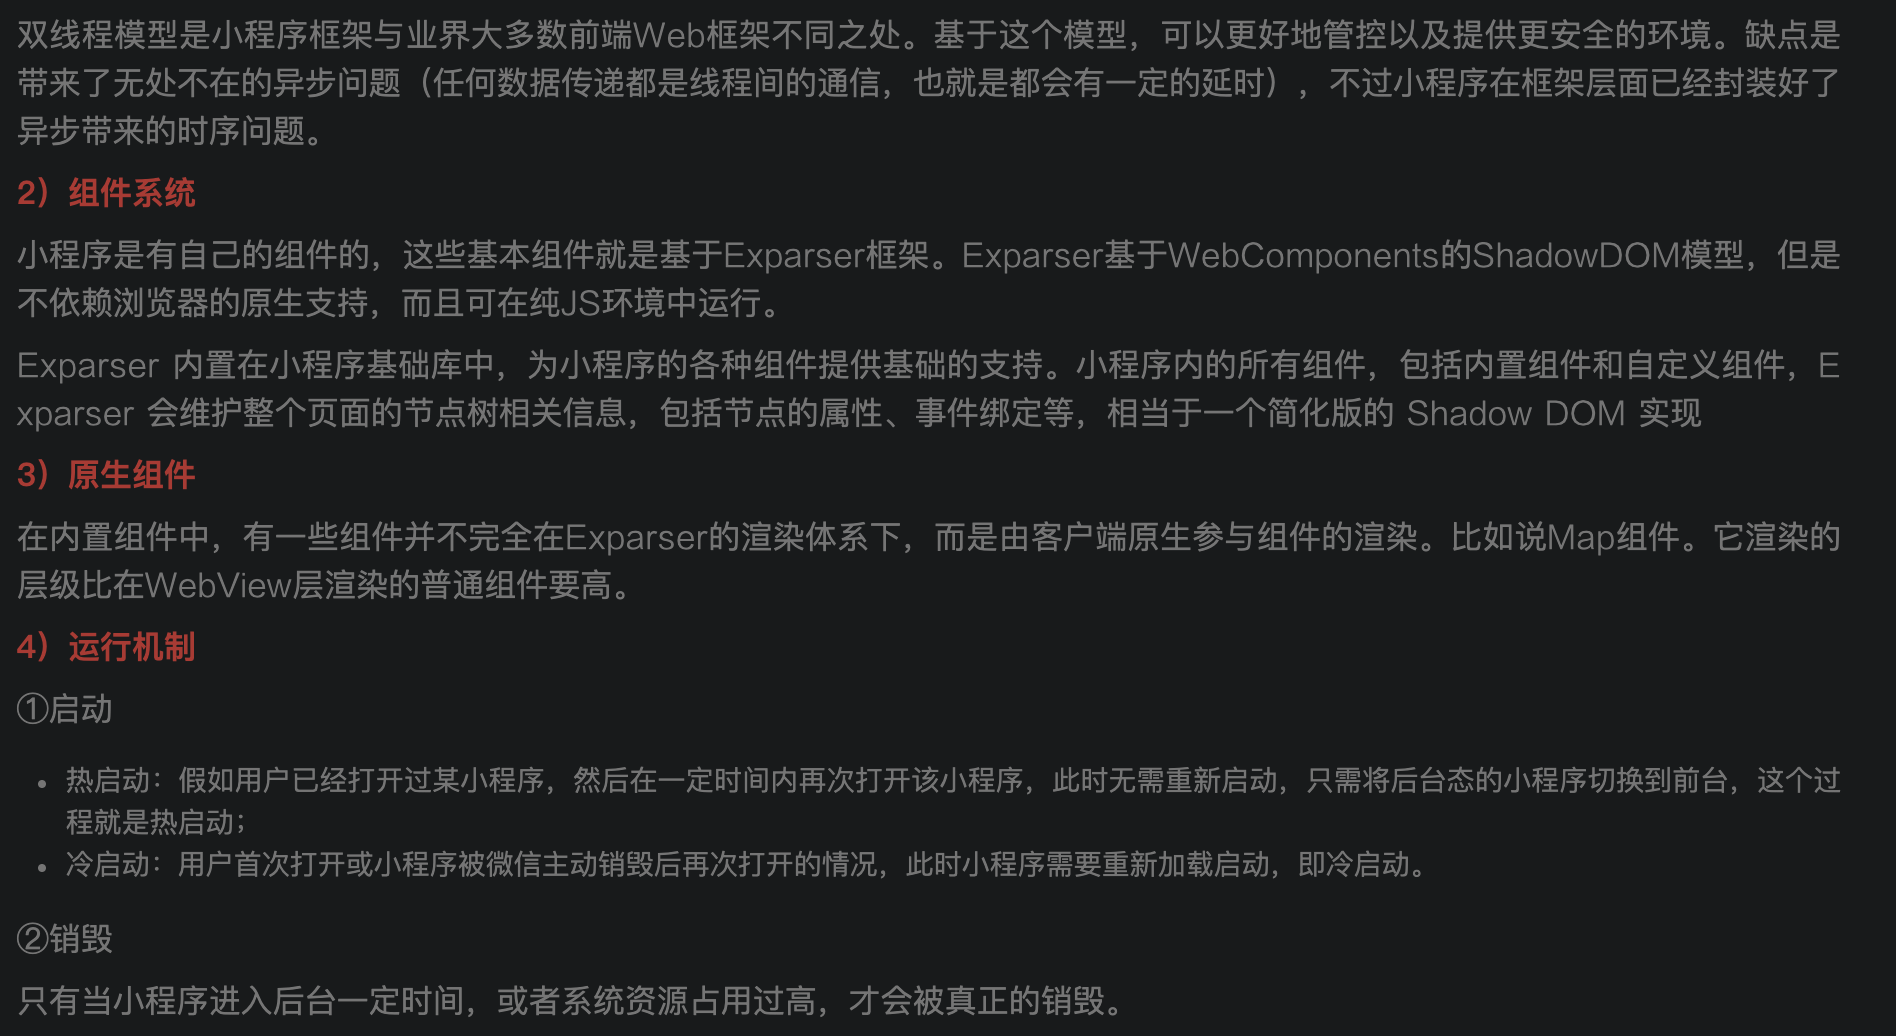 双线程模型是小程序框架与业界大多数前端Web框架不同之处。基于这个模型，可以更好地管控以及提供更安全的环境。缺点是
带来了无处不在的异步问题（任何数据传递都是线程间的通信，也就是都会有一定的延时），不过小程序在框架层面已经封装好了
异步带来的时序问题。
2）组件系统
小程序是有自己的组件的，这些基本组件就是基于Exparser框架。Exparser基于WebComponents的ShadowDOM模型，但是
不依赖浏览器的原生支持，而且可在纯JS环境中运行。
Exparser 内置在小程序基础库中，为小程序的各种组件提供基础的支持。小程序内的所有组件，包括内置组件和自定义组件，E
xparser 会维护整个页面的节点树相关信息，包括节点的属性、事件绑定等，相当于一个简化版的 Shadow DOM 实现
3）原生组件
在内置组件中，有一些组件并不完全在Exparser的渲染体系下，而是由客户端原生参与组件的渲染。比如说Map组件。它渲染的
层级比在WebView层渲染的普通组件要高。
4）运行机制
①启动
• 热启动：假如用户已经打开过某小程序，然后在一定时间内再次打开该小程序，此时无需重新启动，只需将后台态的小程序切换到前台，这个过
程就是热启动；
• 冷启动：用户首次打开或小程序被微信主动销毁后再次打开的情况，此时小程序需要重新加载启动，即冷启动。
②销毁
只有当小程序进入后台一定时间，或者系统资源占用过高，才会被真正的销毁。